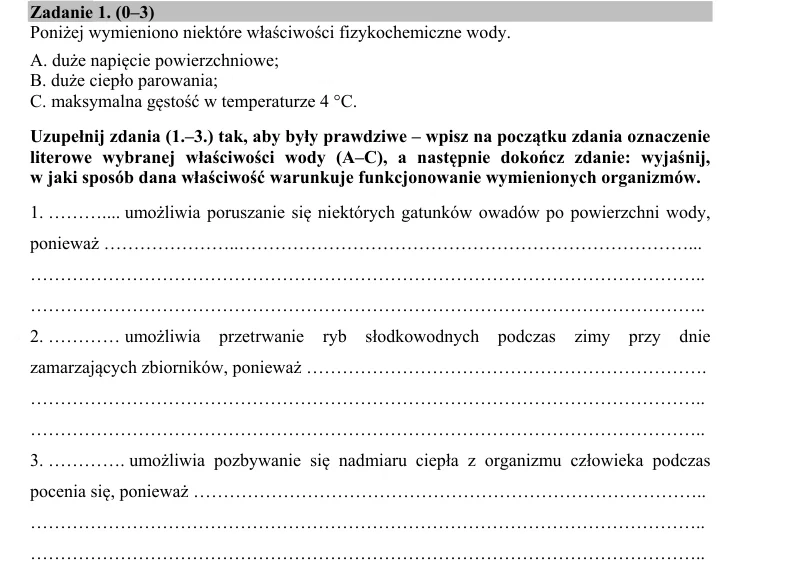 Zadanie 1. (0–3)
Poniżej wymieniono niektóre właściwości fizykochemiczne wody.
A. duże napięcie powierzchniowe;
B. duże ciepło parowania;
C. maksymalna gęstość w temperaturze 4 °C.
Uzupełnij zdania (1.–3.) tak, aby były prawdziwe – wpisz na początku zdania oznaczenie
literowe wybranej właściwości wody (A–C), a następnie dokończ zdanie: wyjaśnij,
w jaki sposób dana właściwość warunkuje funkcjonowanie wymienionych organizmów.
1. ………... umożliwia poruszanie się niektórych gatunków owadów po powierzchni wody,
ponieważ …………………..…………………………………………………………………...
……………………………………………………………………………………………………..
……………………………………………………………………………………………………..
2. ………… umożliwia przetrwanie ryb słodkowodnych podczas zimy przy dnie
zamarzających zbiorników, ponieważ ………………………………………………………….
……………………………………………………………………………………………………..
……………………………………………………………………………………………………..
3. …………. umożliwia pozbywanie się nadmiaru ciepła z organizmu człowieka podczas
pocenia się, ponieważ …………………………………………………………………………..
……………………………………………………………………………………………………..
……………………………………………………………………………………………………..